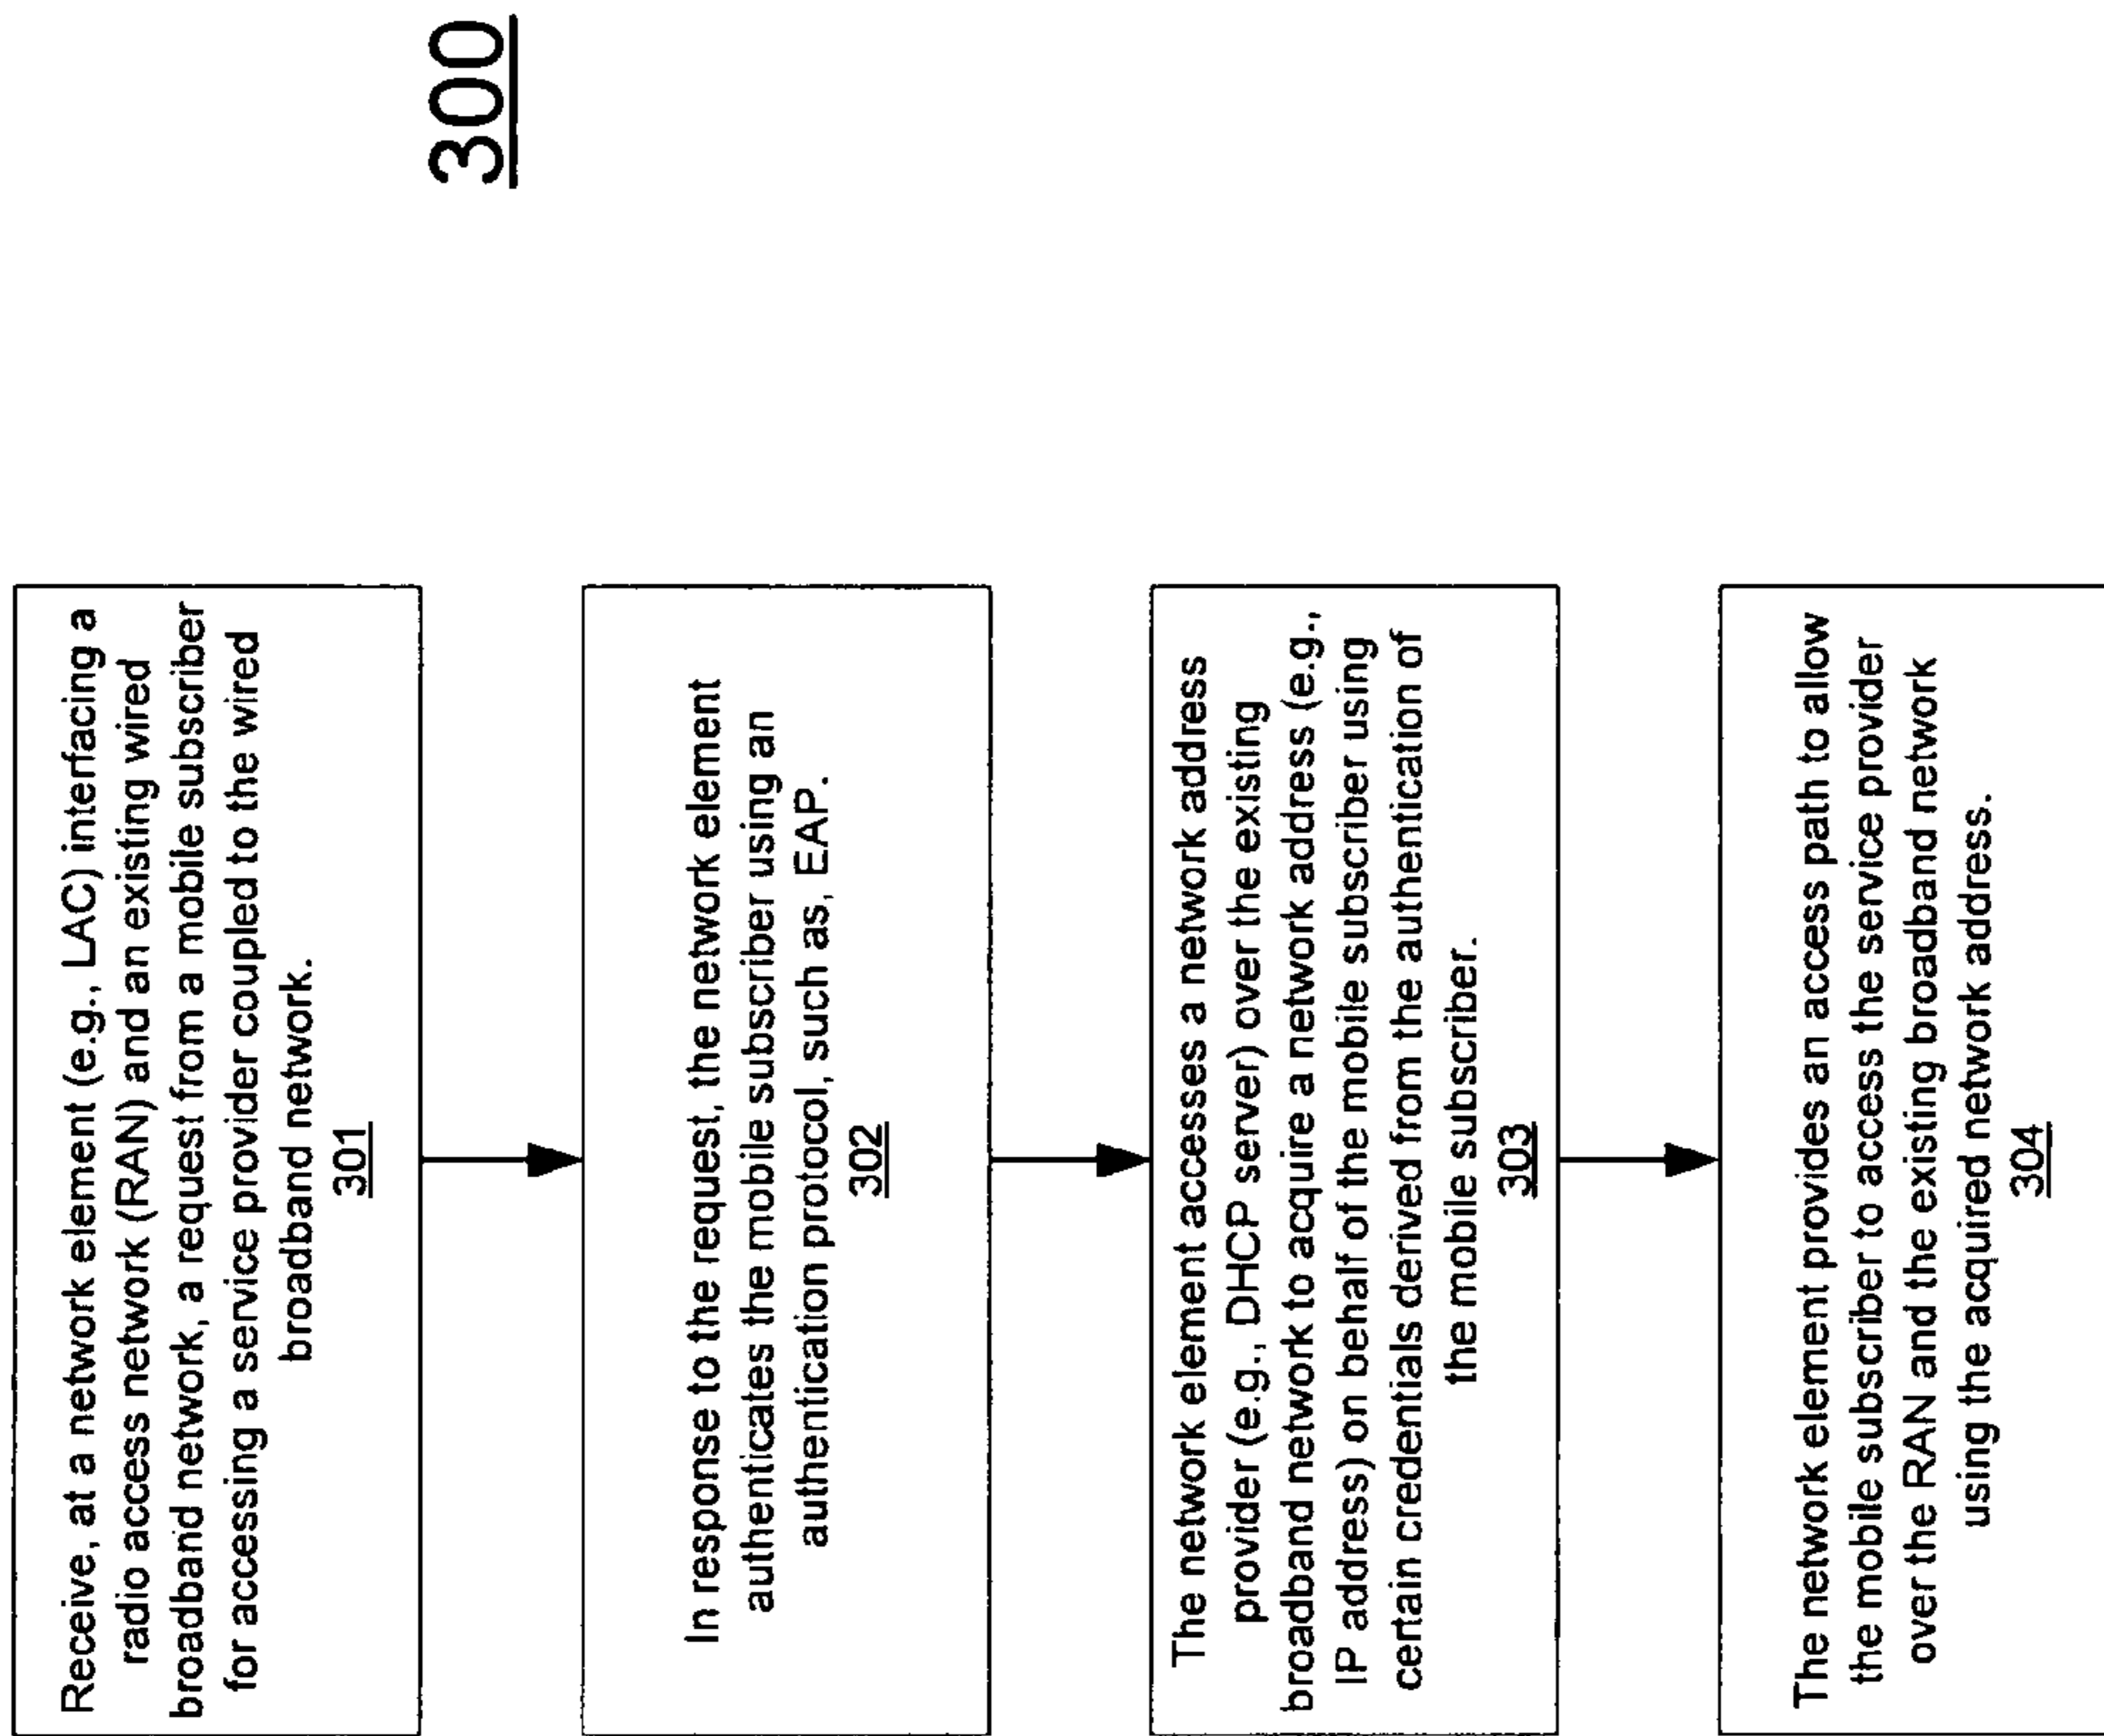 Receive, at a network element (e.g., LAC) interfacing a
radio access network (RAN) and an existing wired
broadband network, a request from a mobile subscriber
for accessing a service provider coupled to the wired
broadband network.
301
In response to the request, the network element
authenticates the mobile subscriber using an
authentication protocol, such as, EAP.
302
The network element accesses a network address
provider (e.g., DHCP server) over the existing
broadband network to acquire a network address (e.g.,
IP address) on behalf of the mobile subscriber using
certain credentials derived from the authentication of
the mobile subscriber.
303
The network element provides an access path to allow
the mobile subscriber to access the service provider
over the RAN and the existing broadband network
using the acquired network address.
304
300